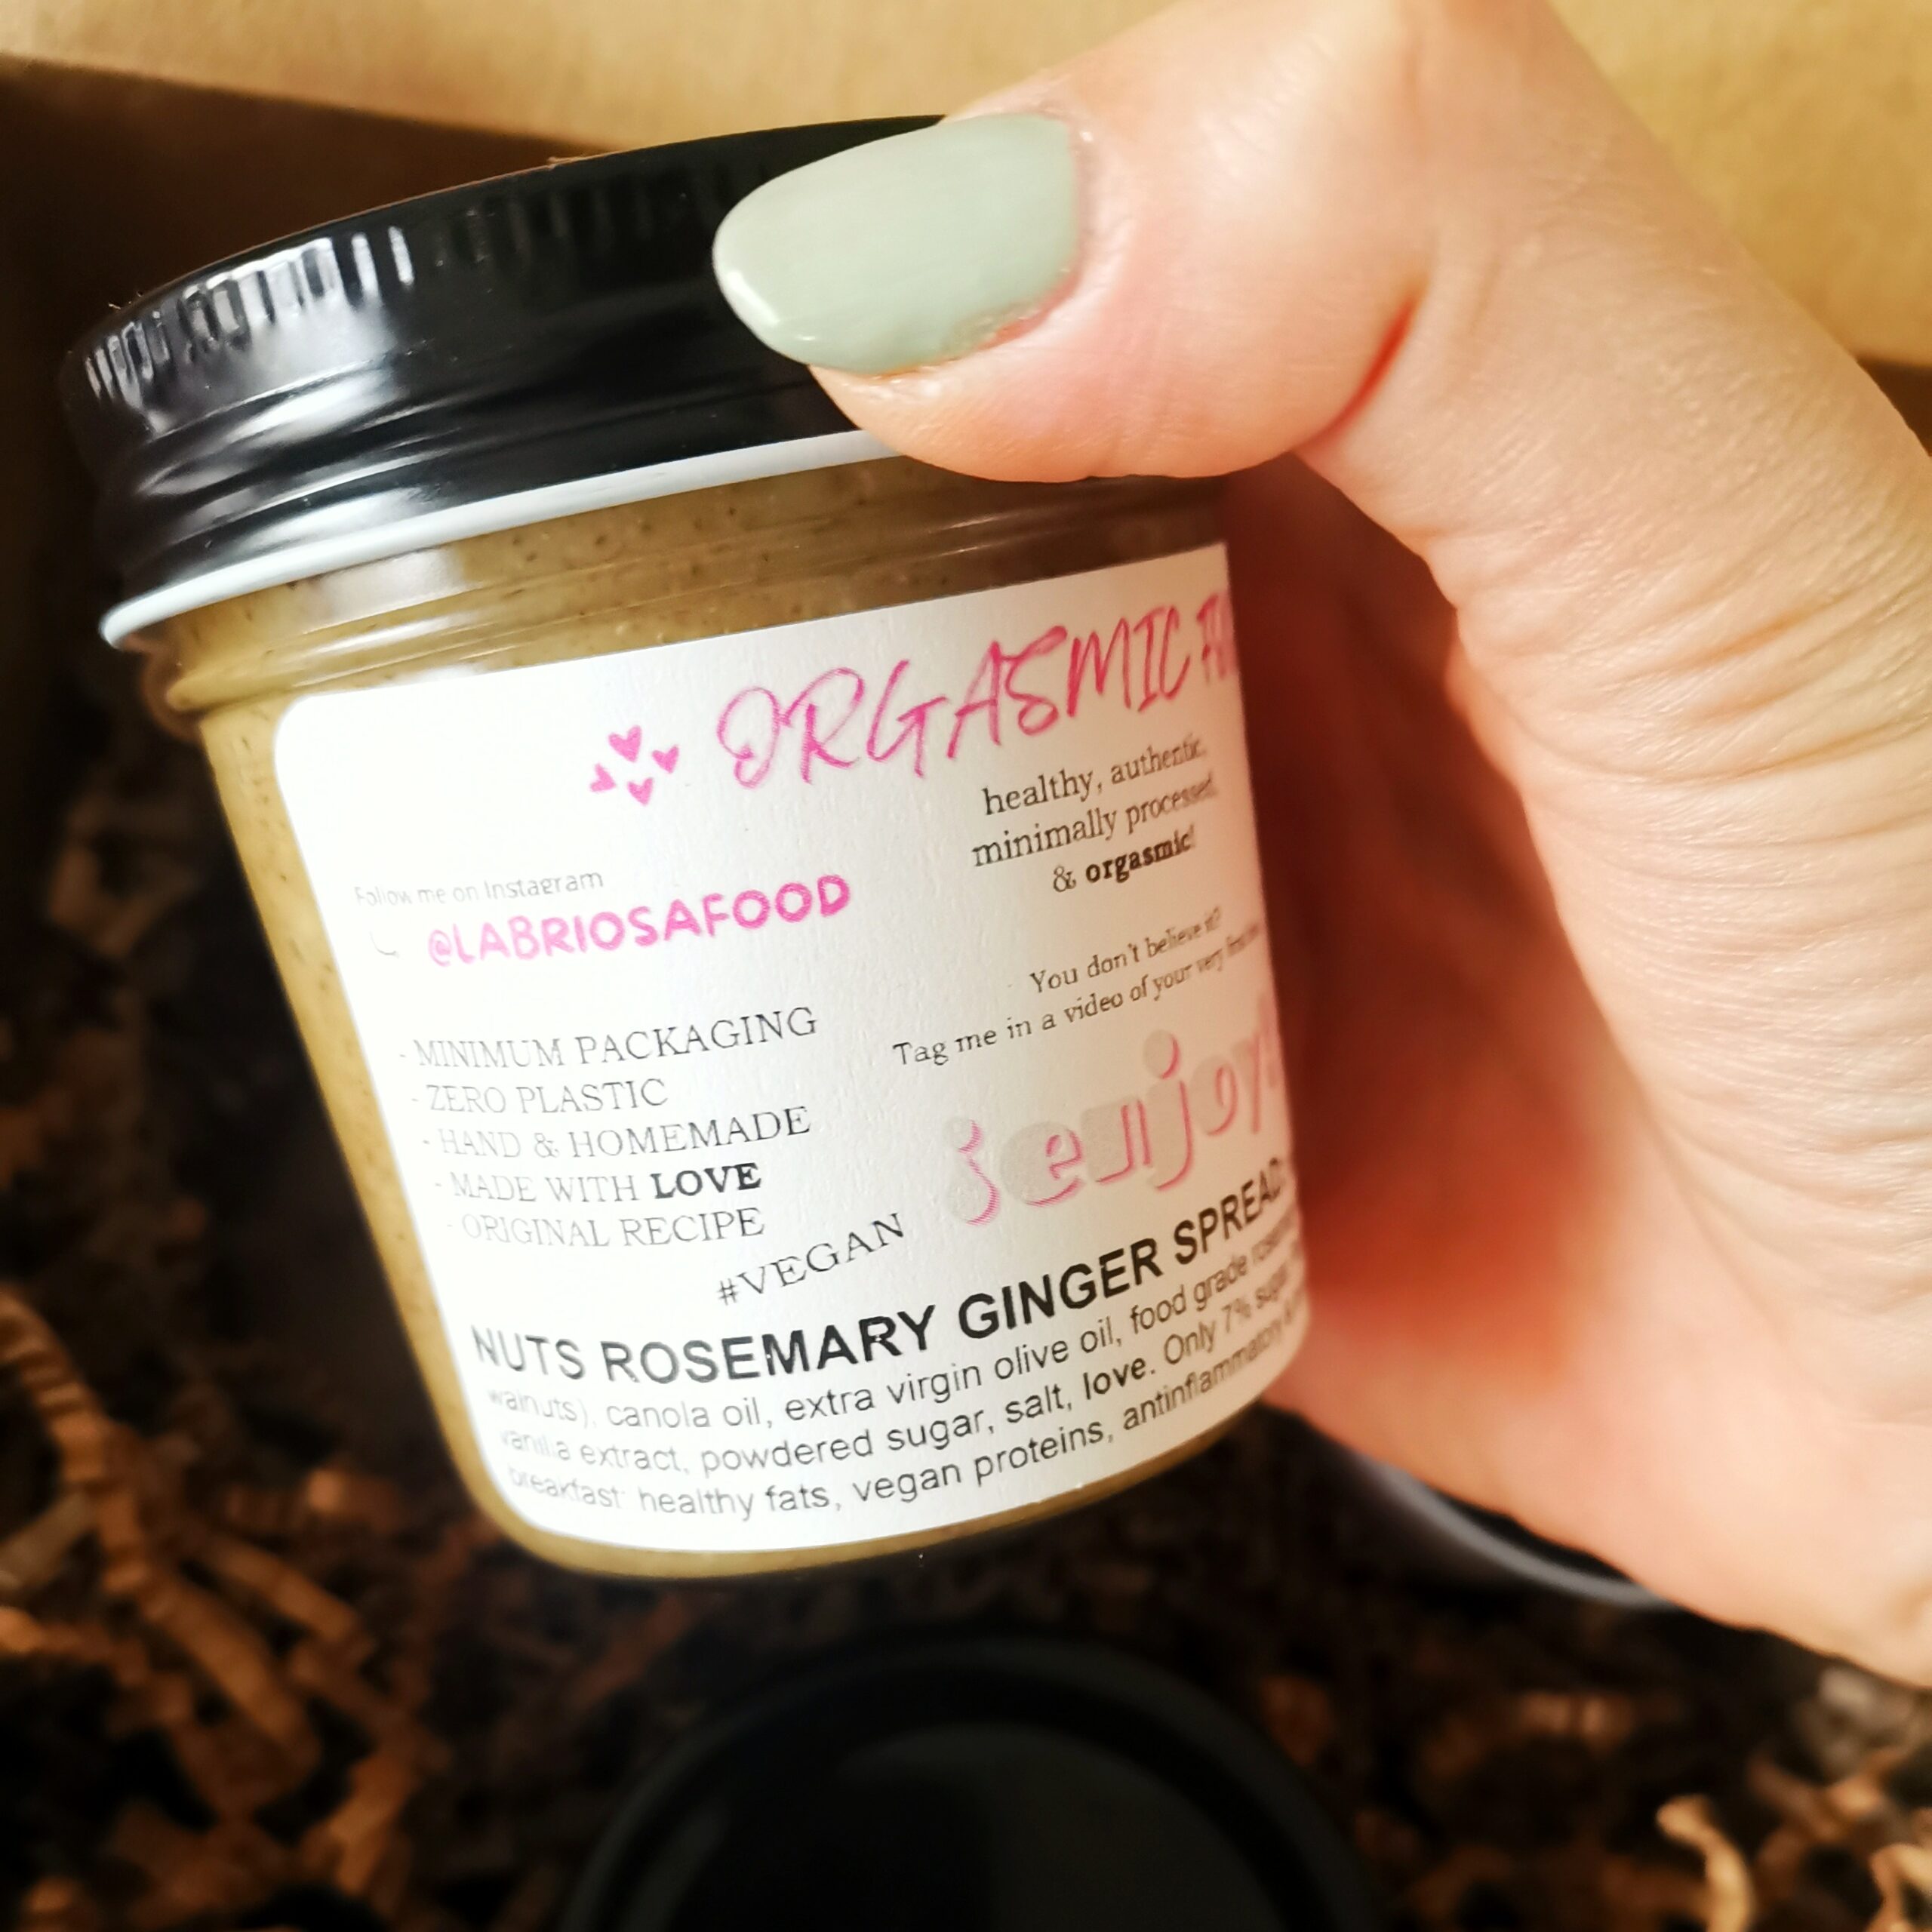 ORGASMIC
healthy, authentic,
minimally processed,
& orgasmic!
Follow me on Instagram
@LABRIOSAFOOD
You don't believe it?
Tag me in a video of your very
- MINIMUM PACKAGING
- ZERO PLASTIC
- HAND & HOMEMADE
- MADE WITH LOVE
- ORIGINAL RECIPE
#VEGAN
¡enjoy!
NUTS ROSEMARY GINGER SPREAD
walnuts), canola oil, extra virgin olive oil, food grade
vanilla extract, powdered sugar, salt, love. Only 7% sugar
breakfast: healthy fats, vegan proteins, antinflammatory